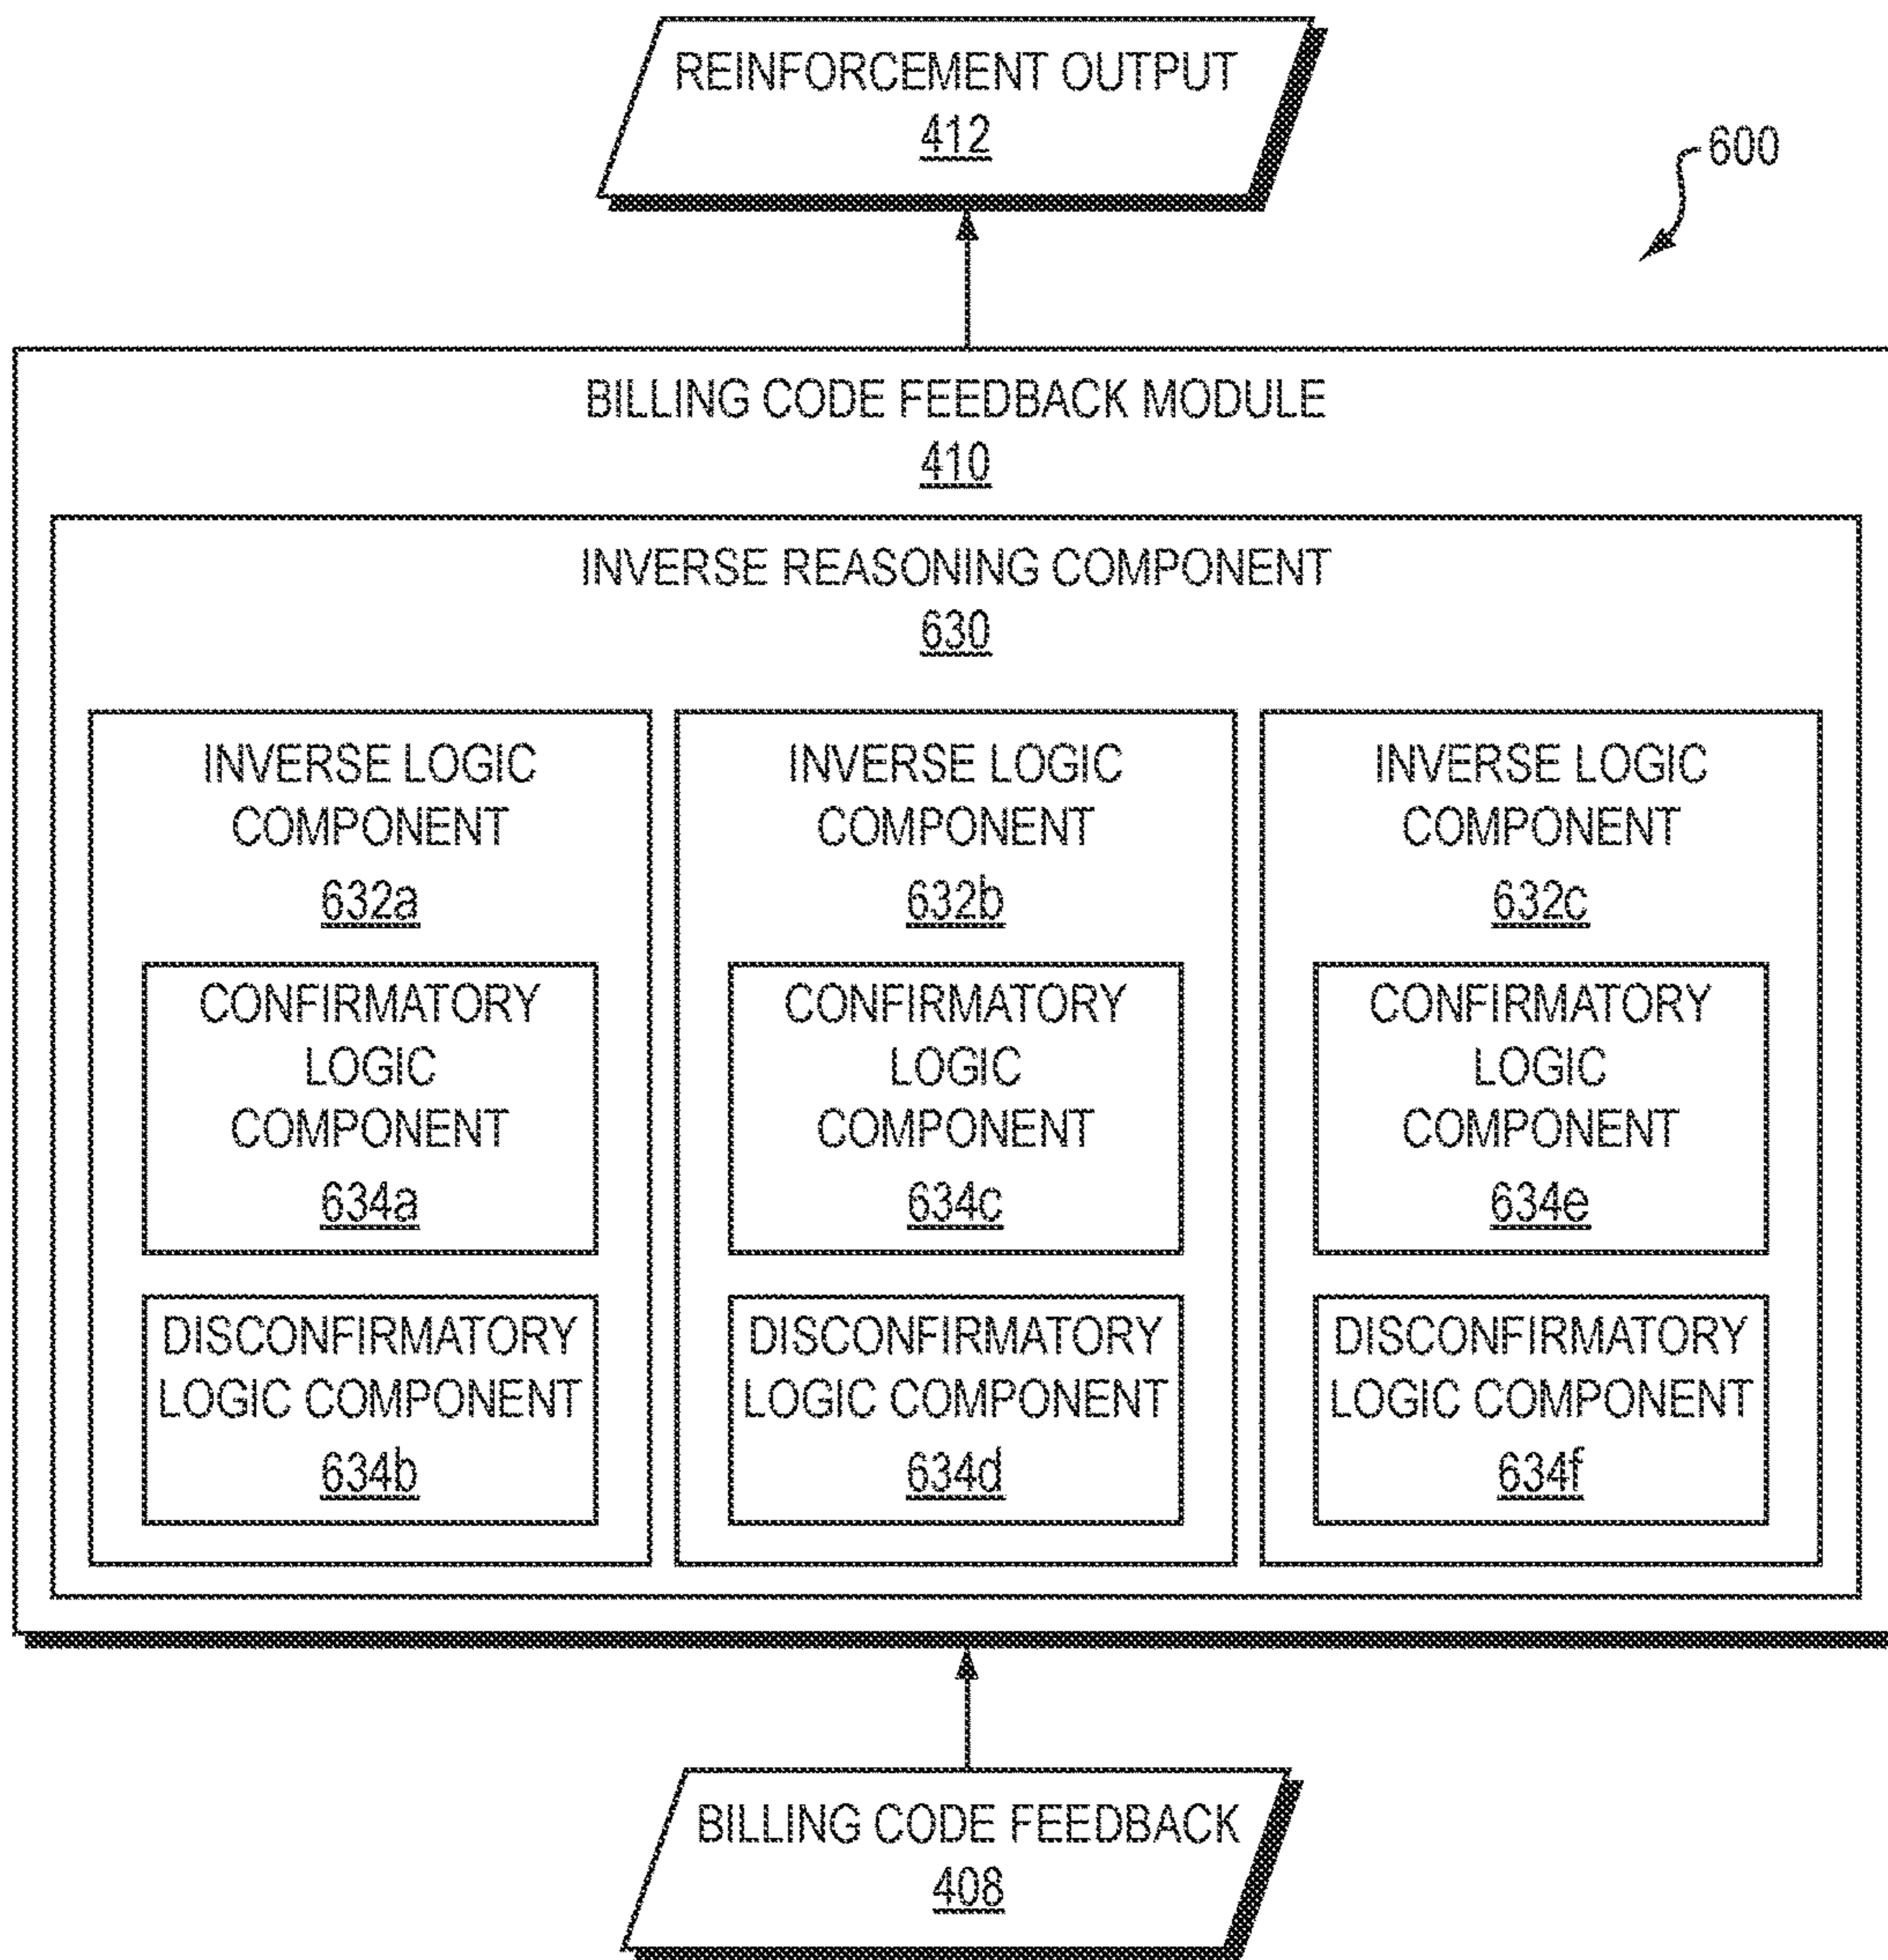 REINFORCEMENT OUTPUT
412
600
BILLING CODE FEEDBACK MODULE
410
INVERSE REASONING COMPONENT
630
INVERSE LOGIC
COMPONENT
632a
CONFIRMATORY
LOGIC
COMPONENT
634a
DISCONFIRMATORY
LOGIC COMPONENT
634b
INVERSE LOGIC
COMPONENT
632b
CONFIRMATORY
LOGIC
COMPONENT
634c
DISCONFIRMATORY
LOGIC COMPONENT
634d
INVERSE LOGIC
COMPONENT
632c
CONFIRMATORY
LOGIC
COMPONENT
634e
DISCONFIRMATORY
LOGIC COMPONENT
634f
BILLING CODE FEEDBACK
408